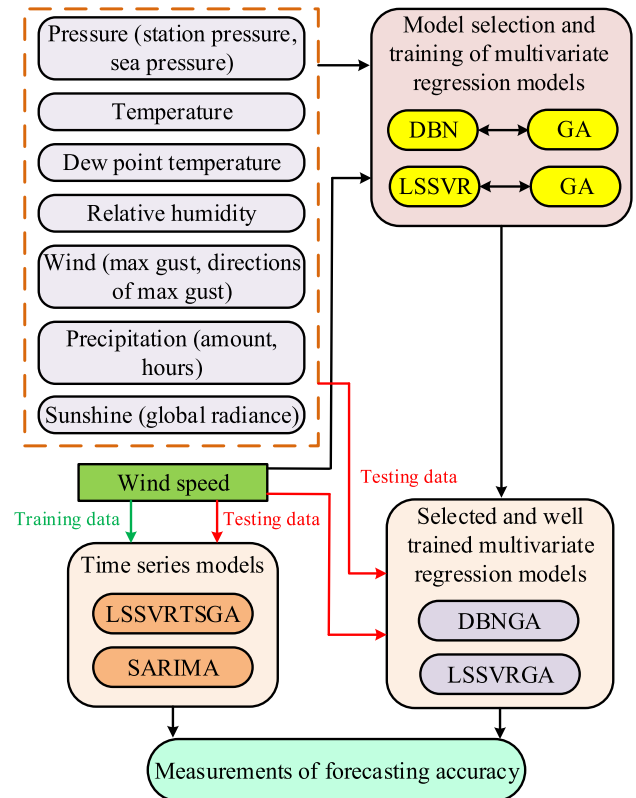 Pressure (station pressure,
sea pressure)
Temperature
Dew point temperature
Relative humidity
Wind (max gust, directions
of max gust)
Precipitation (amount,
hours)
Sunshine (global radiance)
Model selection and
training of multivariate
regression models
DBN
GA
LSSVR
GA
Wind speed
Training data
Testing data
Testing data
Time series models
LSSVRTSGA
SARIMA
Selected and well
trained multivariate
regression models
DBNGA
LSSVRGA
Measurements of forecasting accuracy